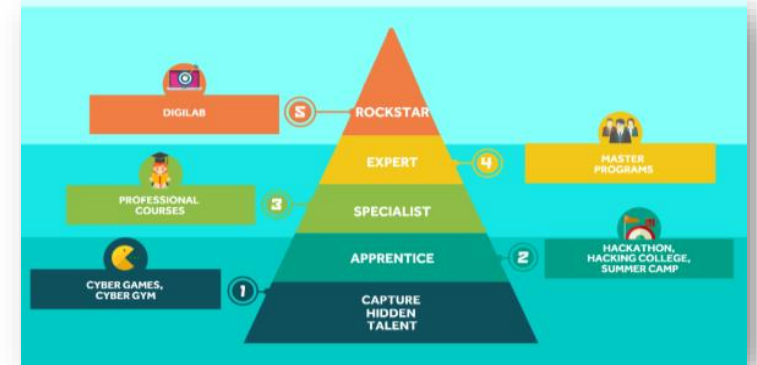 DIGILAB
5
ROCKSTAR
EXPERT
4
MASTER
PROGRAMS
PROFESSIONAL
COURSES
3
SPECIALIST
APPRENTICE
2
HACKATHON,
HACKING COLLEGE,
SUMMER CAMP
CYBER GAMES,
CYBER GYM
1
CAPTURE
HIDDEN
TALENT